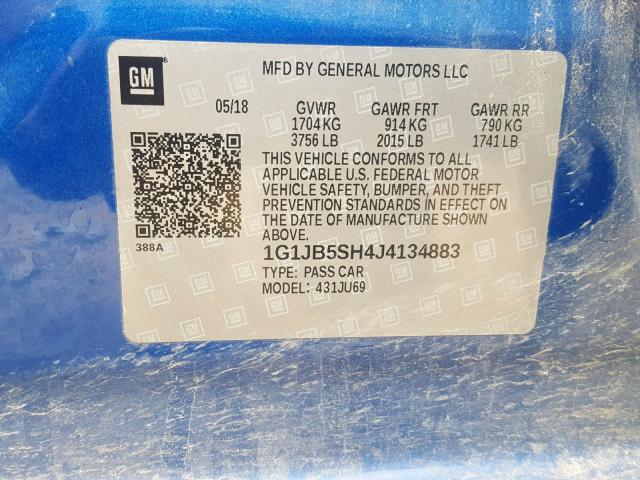 GM
MFD BY GENERAL MOTORS LLC
05/18 GVWR GAWR FRT GAWR RR
1704 KG 914 KG 790 KG
3756 LB 2015 LB 1741 LB
THIS VEHICLE CONFORMS TO ALL
APPLICABLE U.S. FEDERAL MOTOR
VEHICLE SAFETY, BUMPER, AND THEFT
PREVENTION STANDARDS IN EFFECT ON
THE DATE OF MANUFACTURE SHOWN
ABOVE.
388A
1G1JB5SH4J4134883
TYPE: PASS CAR
MODEL: 431JU69